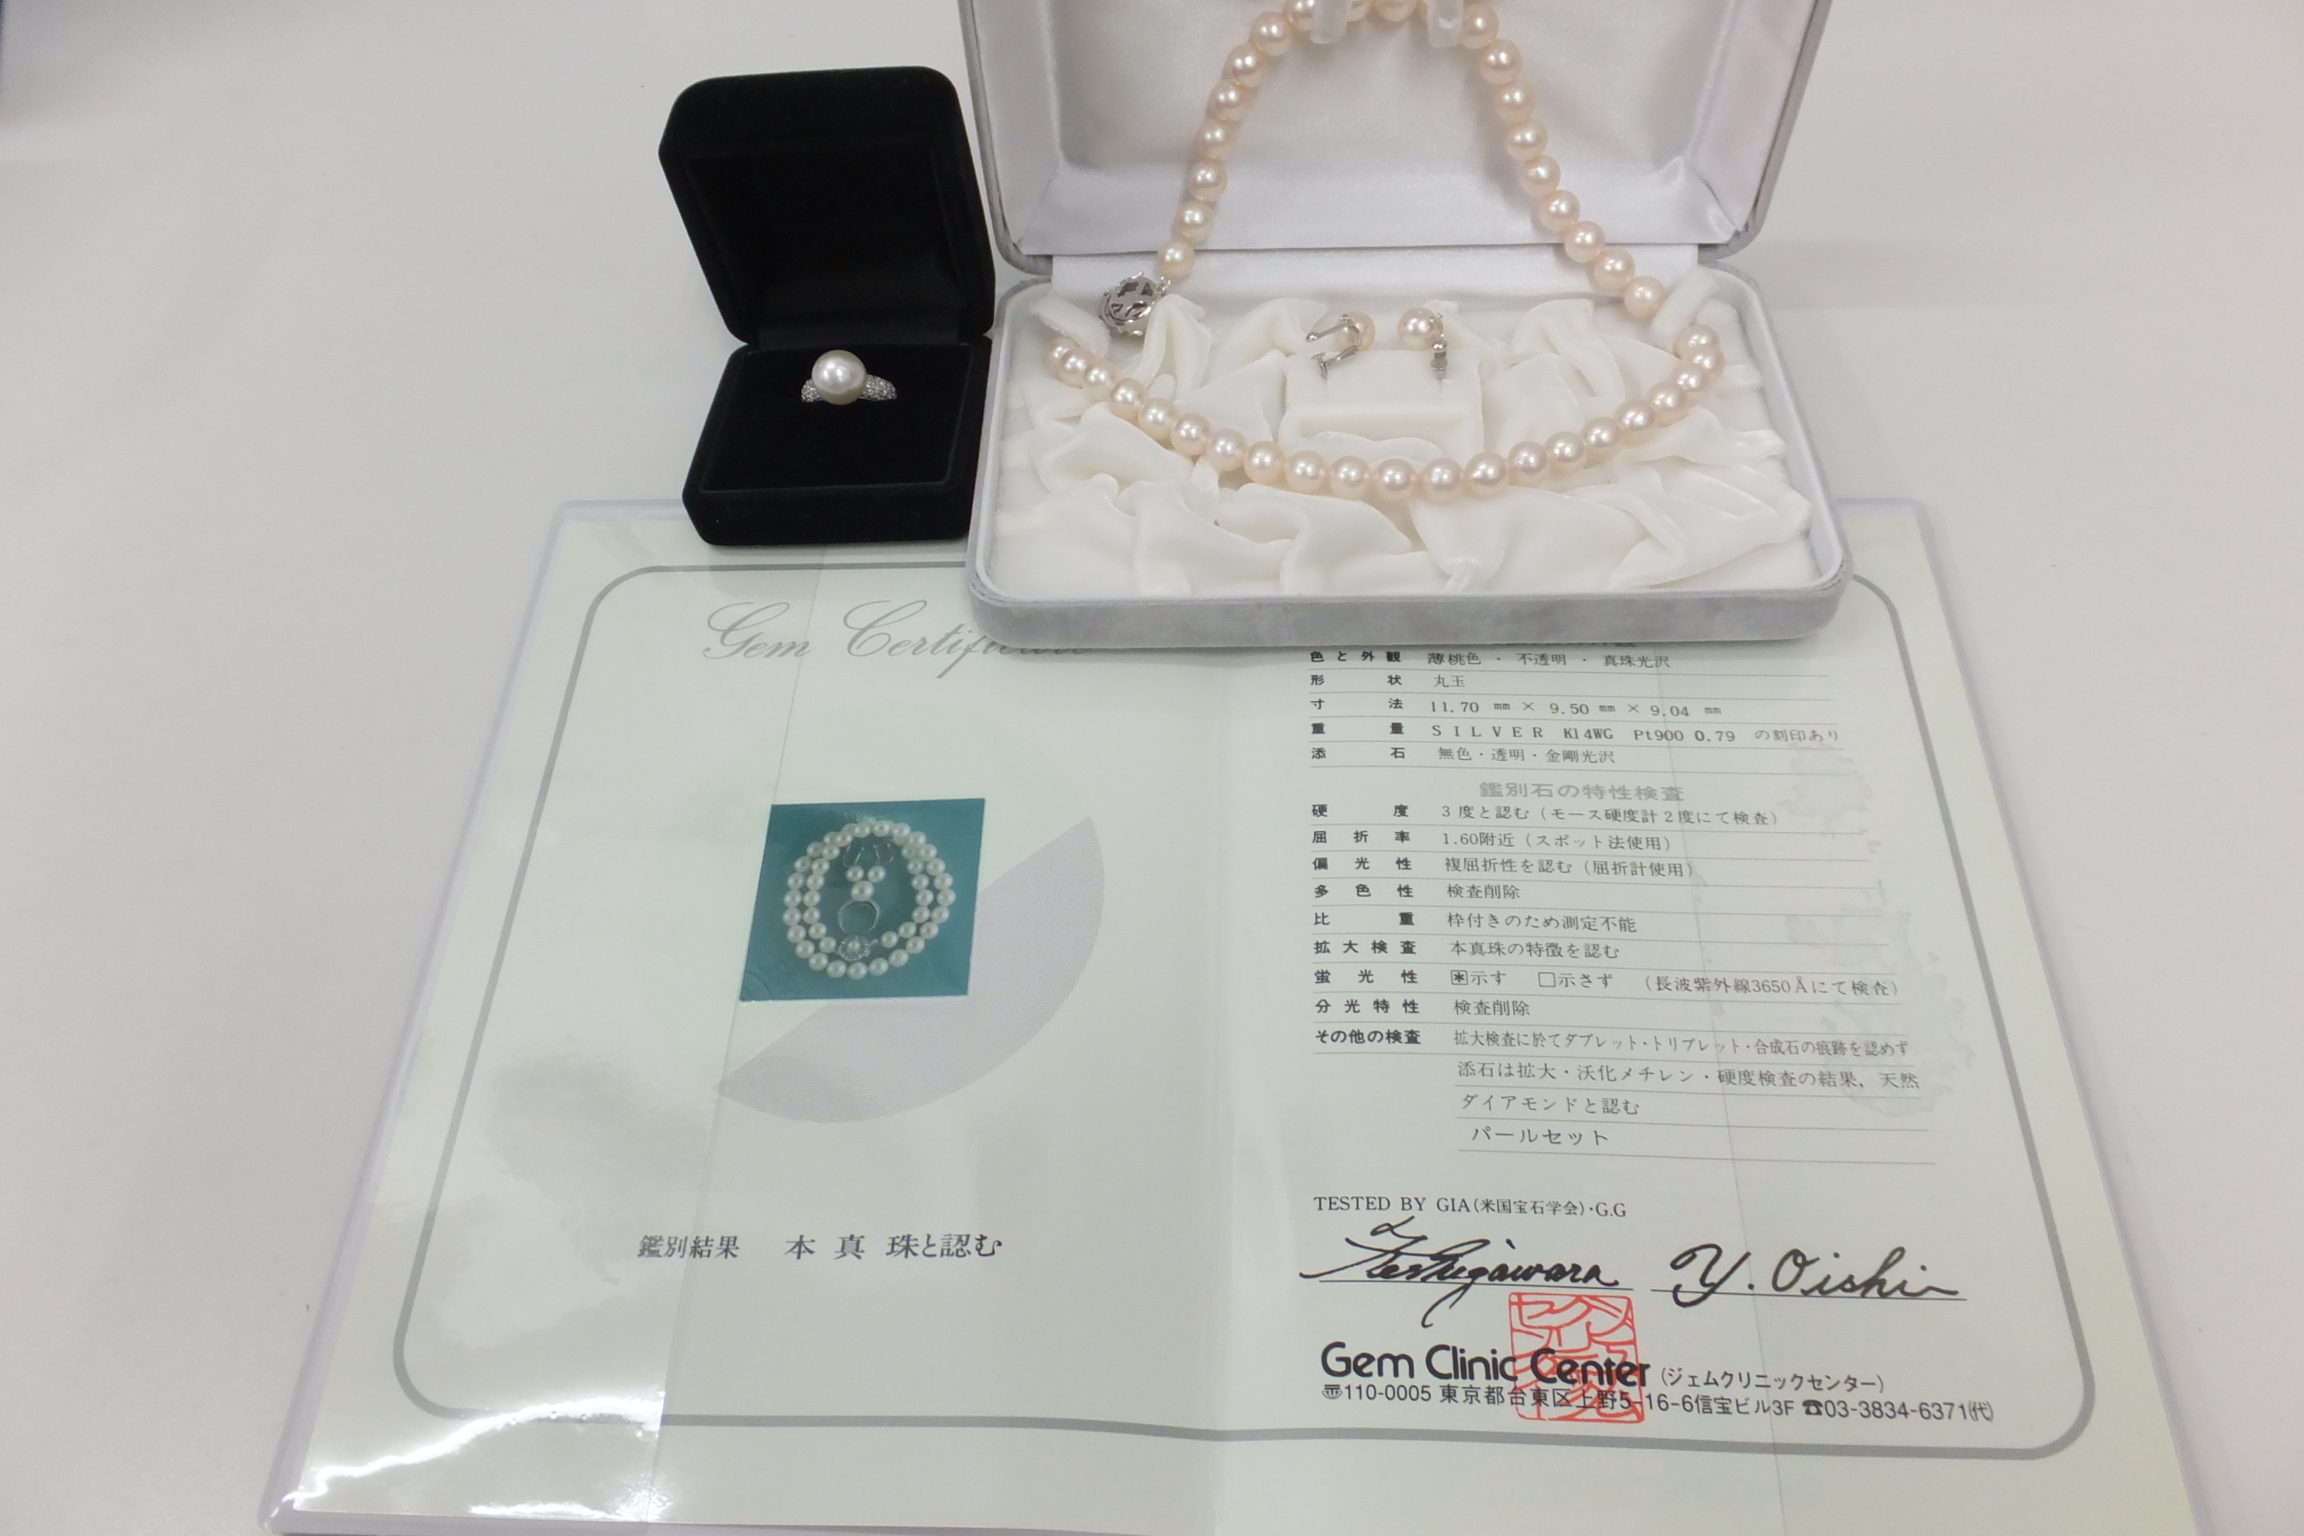 Gem Certificate
鑑別結果 本真珠と認む
色と外観 薄桃色・不透明・真珠光沢
形状 丸玉
寸法 11.70 ㎜ × 9.50 ㎜ × 9.04 ㎜
重量 SILVER K14WG Pt900 0.79 の刻印あり
添石 無色・透明・金剛光沢
鑑別石の特性検査
硬度 3度と認む(モース硬度計2度にて検査)
屈折率 1.60附近(スポット法使用)
偏光性 複屈折性を認む(屈折計使用)
多色性 検査削除
比重 枠付きのため測定不能
拡大検査 本真珠の特徴を認む
蛍光性 ☒示す □示さず (長波紫外線3650Åにて検査)
分光特性 検査削除
その他の検査 拡大検査に於てダブレット・トリプレット・合成石の痕跡を認めず
添石は拡大・沃化メチレン・硬度検査の結果、天然
ダイアモンドと認む
パールセット
TESTED BY GIA(米国宝石学会)・G.G
Teshigawara Y. Oishi
Gem Clinic Center (ジェムクリニックセンター)
〠110-0005 東京都台東区上野5-16-6信宝ビル3F ☎03-3834-6371㈹